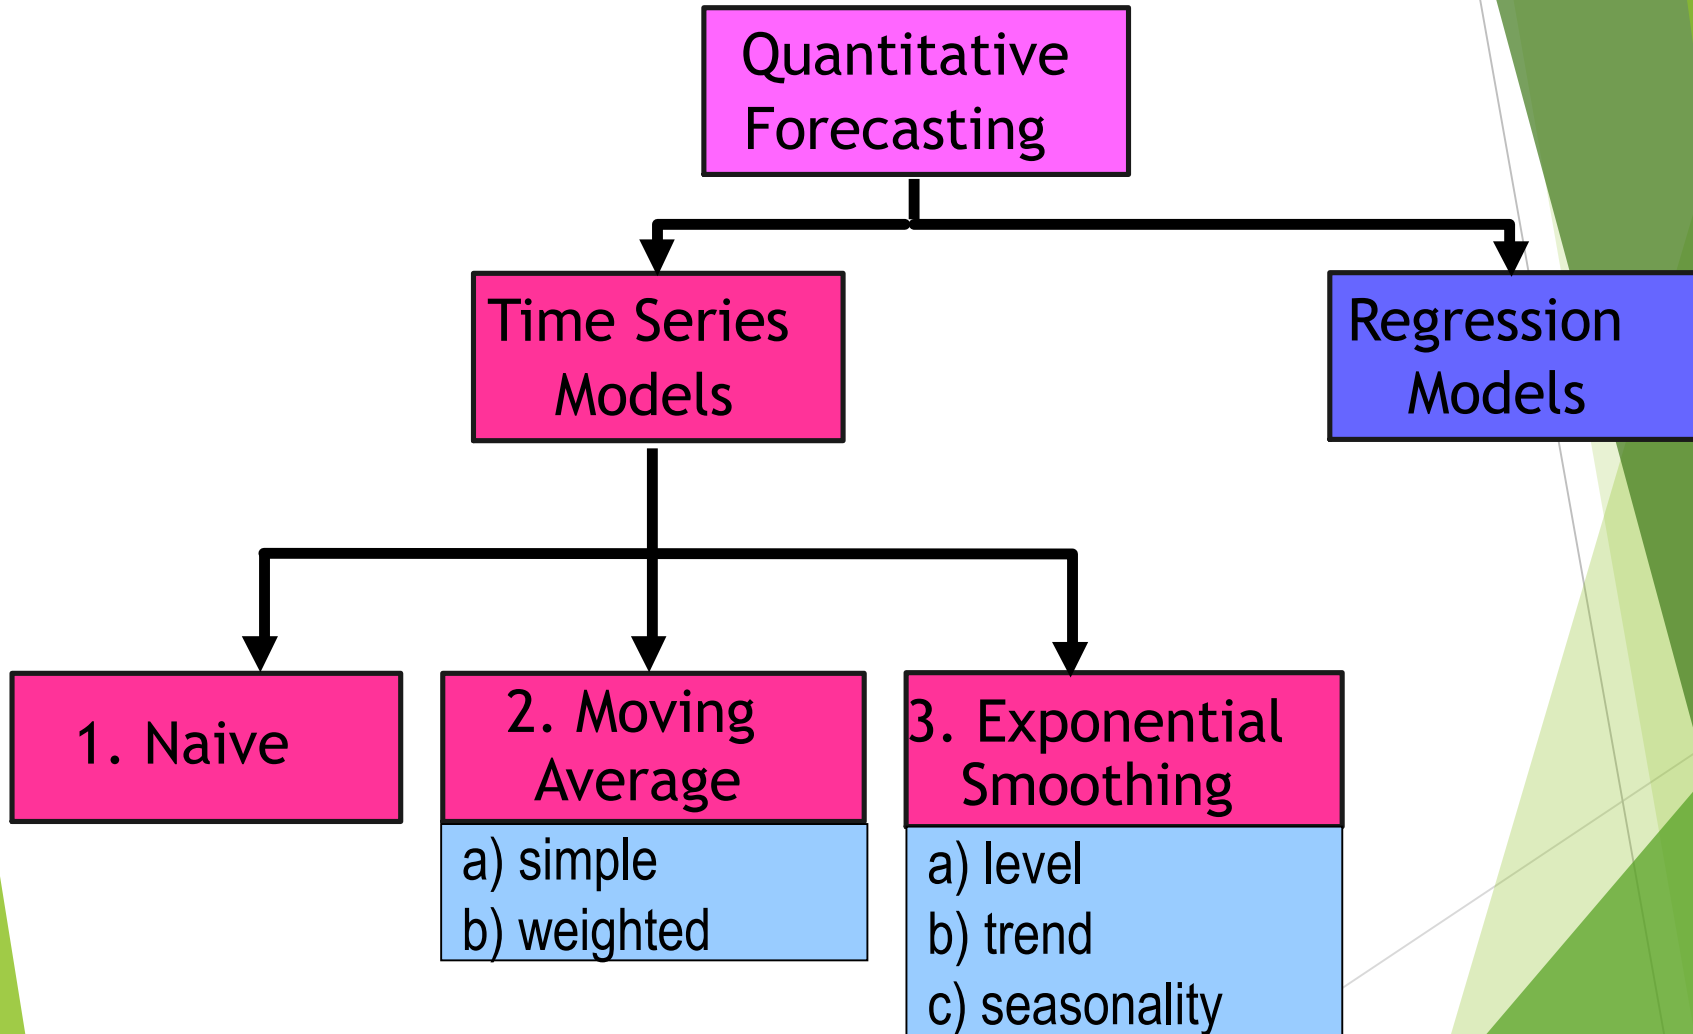 Quantitative
Forecasting
Time Series
Models
Regression
Models
1. Naive
2. Moving
Average
a) simple
b) weighted
3. Exponential
Smoothing
a) level
b) trend
c) seasonality